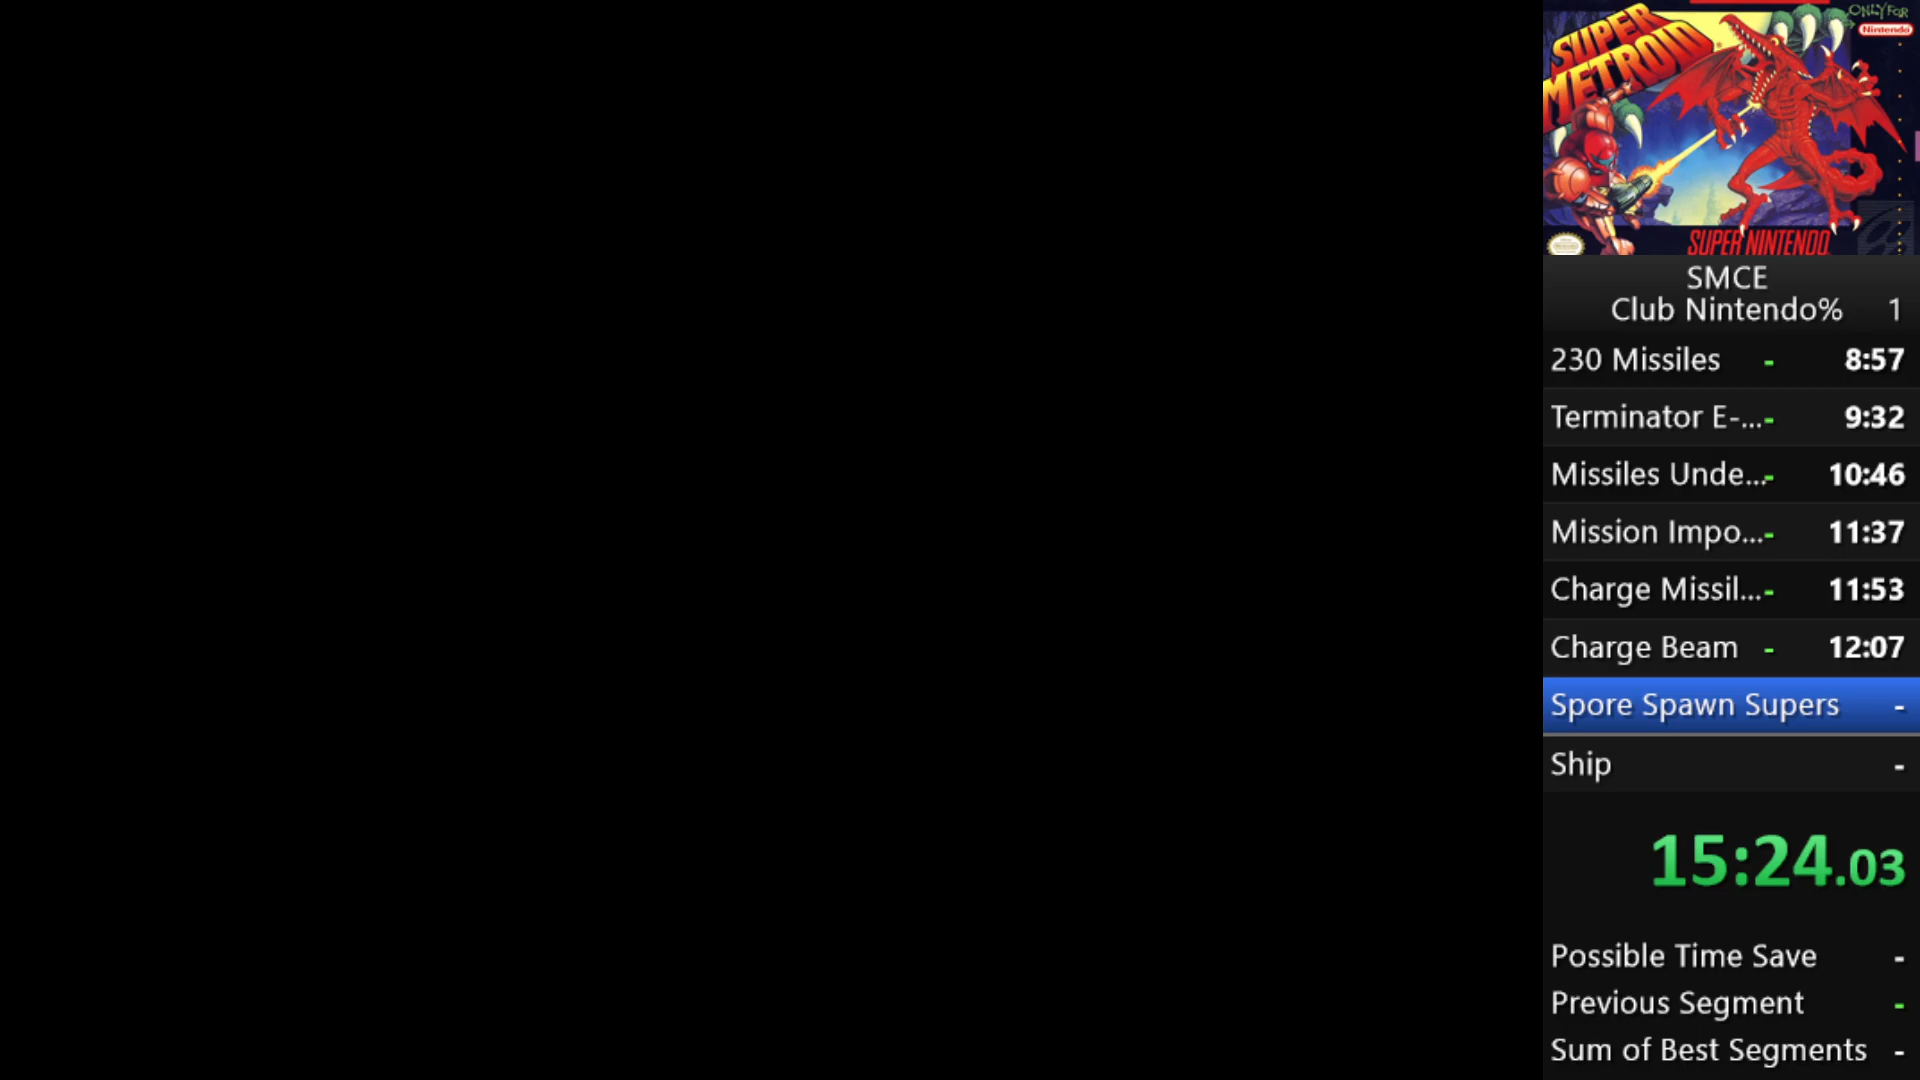 ONLY FOR
Nintendo
SUPER
METROID
SUPER NINTENDO
SMCE
Club Nintendo% 1
230 Missiles - 8:57
Terminator E-...- 9:32
Missiles Unde...- 10:46
Mission Impo...- 11:37
Charge Missil...- 11:53
Charge Beam - 12:07
Spore Spawn Supers -
Ship -
15:24.03
Possible Time Save -
Previous Segment -
Sum of Best Segments -